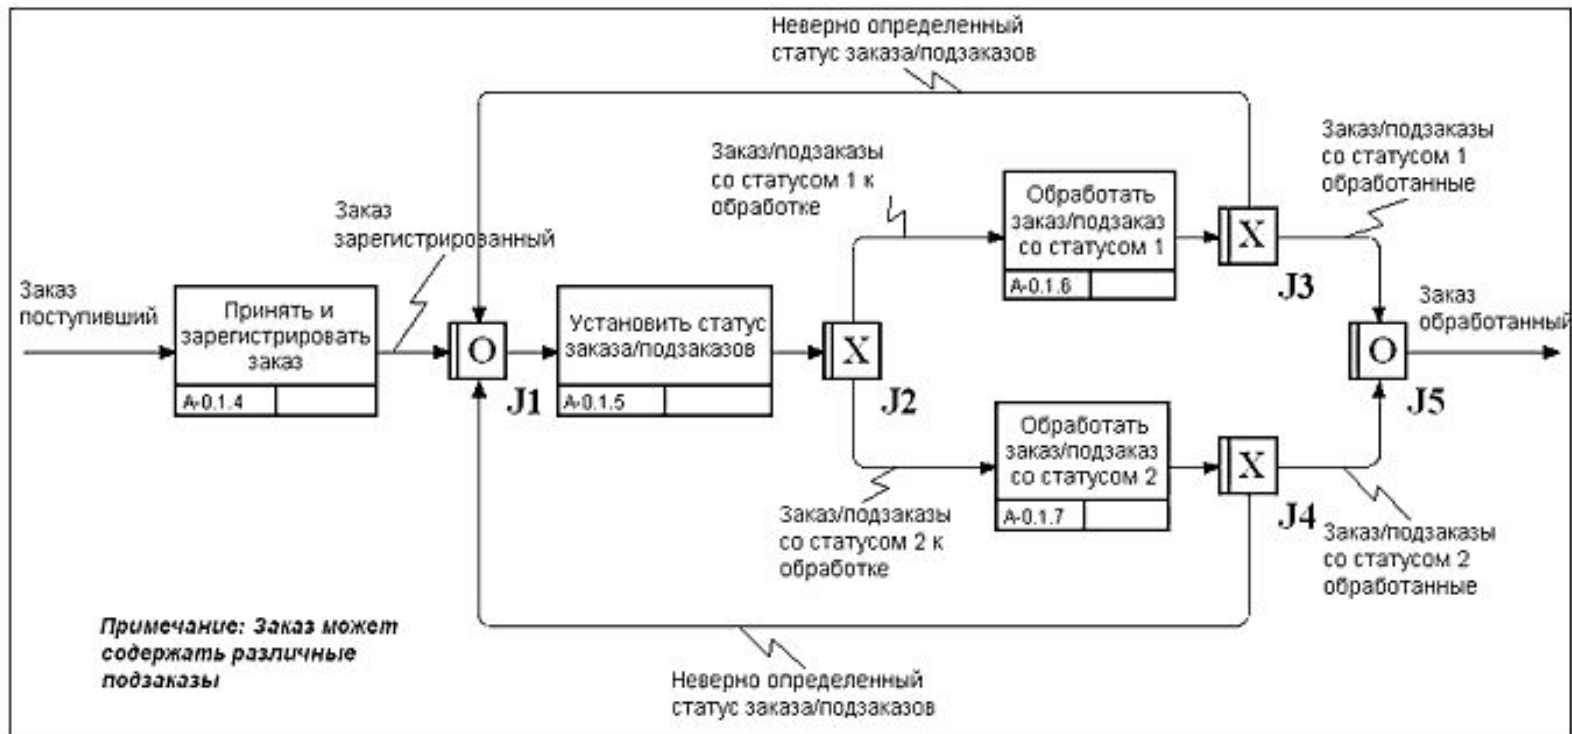 Неверно определенный
статус заказа/подзаказов
Заказ/подзаказы
со статусом 1
обработанные
Заказ/подзаказы
со статусом 1 к
обработке
Обработать
заказ/подзаказ
со статусом 1
A-0.1.6
X
J3
Заказ
зарегистрированный
Заказ
поступивший
Принять и
зарегистрировать
заказ
A-0.1.4
O
J1
Установить статус
заказа/подзаказов
A-0.1.5
X
J2
Заказ
обработанный
O
J5
Обработать
заказ/подзаказ
со статусом 2
A-0.1.7
X
J4
Заказ/подзаказы
со статусом 2 к
обработке
Заказ/подзаказы
со статусом 2
обработанные
Примечание: Заказ может
содержать различные
подзаказы
Неверно определенный
статус заказа/подзаказов